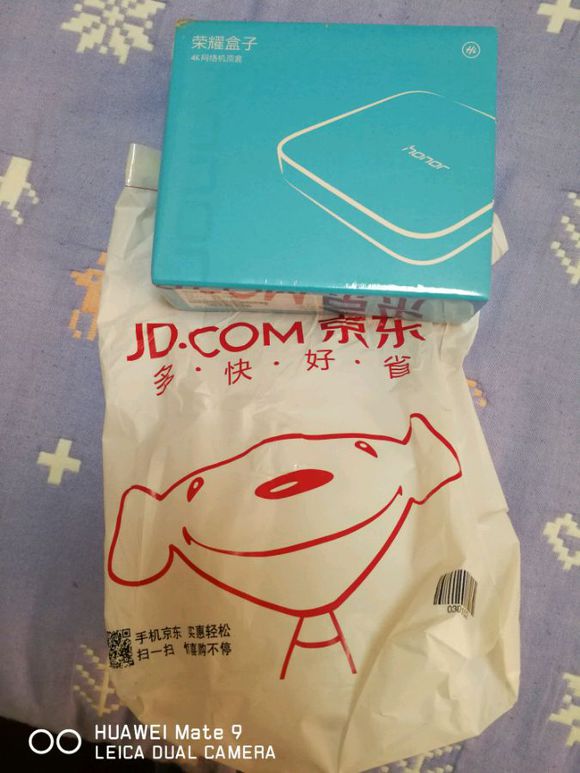 荣耀盒子
4K网络机顶盒
honor
JD.COM 京东
多·快·好·省
手机京东 实惠轻松
扫一扫 惊喜购不停
HUAWEI Mate 9
LEICA DUAL CAMERA